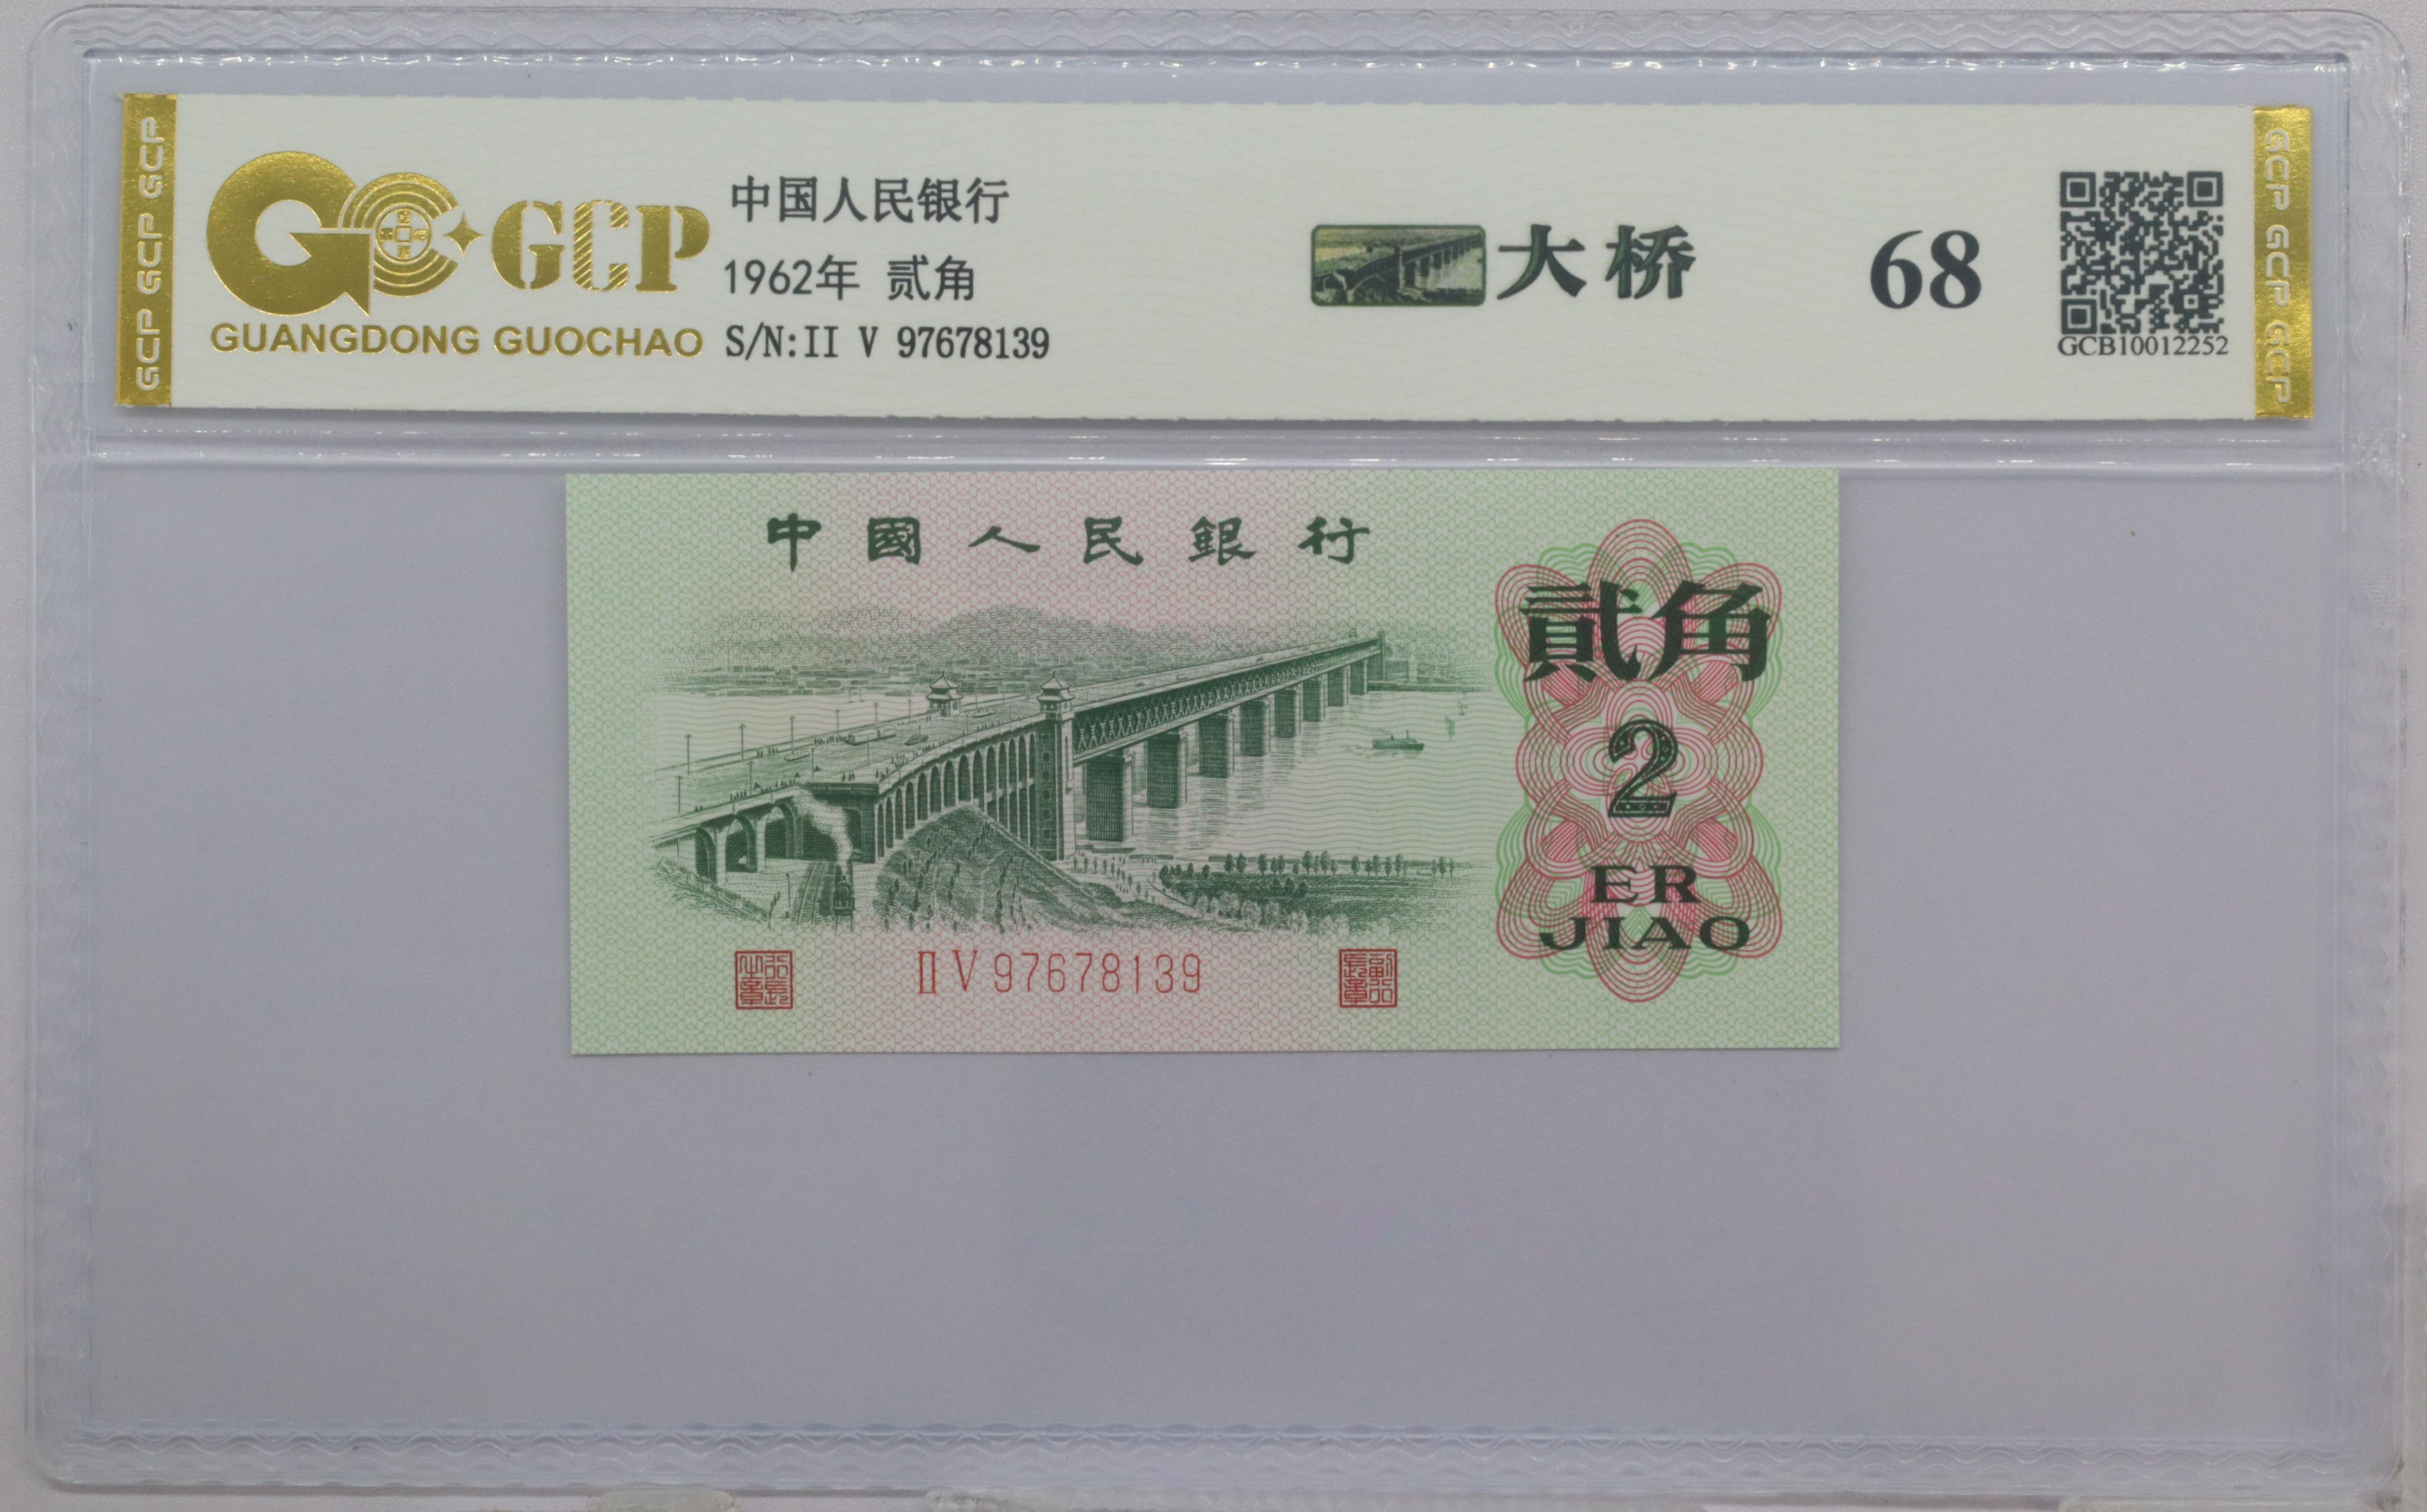 GCP GCP GCP
GCP
GUANGDONG GUOCHAO
中国人民银行
1962年 贰角
S/N:II V 97678139
大桥
68
GCB10012252
GCP GCP GCP
中國人民銀行
貳角
2
ER
JIAO
ⅡⅤ97678139